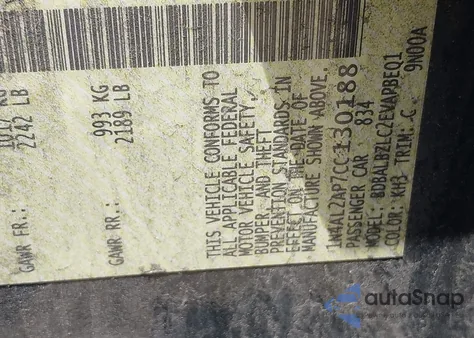 GAWR FR.: 1017 KG
2242 LB
GAWR RR.: 993 KG
2189 LB
THIS VEHICLE CONFORMS TO
ALL APPLICABLE FEDERAL
MOTOR VEHICLE SAFETY,
BUMPER, AND THEFT
PREVENTION STANDARDS IN
EFFECT ON THE DATE OF
MANUFACTURE SHOWN ABOVE.
1N4AL2AP7CC130188
PASSENGER CAR 834
COLOR: KH3 TRIM: C 9N00A
autoSnap